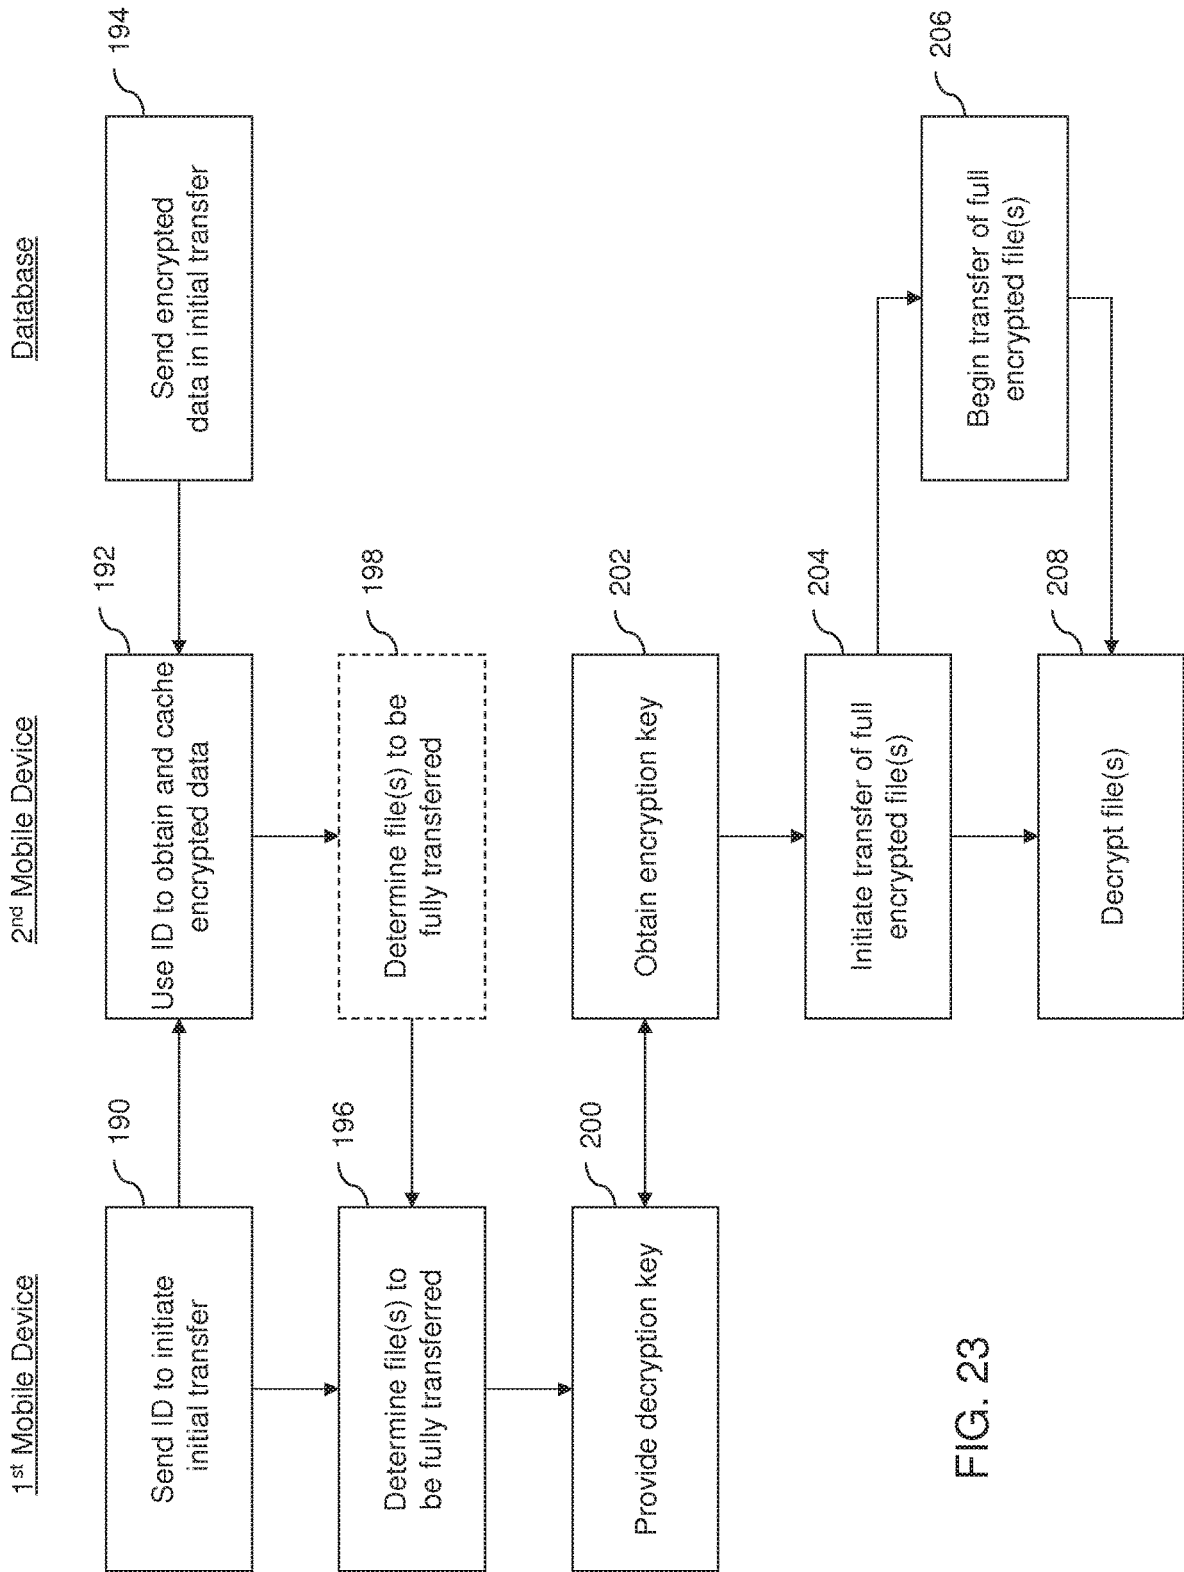 1st Mobile Device
2nd Mobile Device
Database
190
Send ID to initiate
initial transfer
192
Use ID to obtain and cache
encrypted data
194
Send encrypted
data in initial transfer
196
Determine file(s) to
be fully transferred
198
Determine file(s) to be
fully transferred
200
Provide decryption key
202
Obtain encryption key
204
Initiate transfer of full
encrypted file(s)
206
Begin transfer of full
encrypted file(s)
208
Decrypt file(s)
FIG. 23